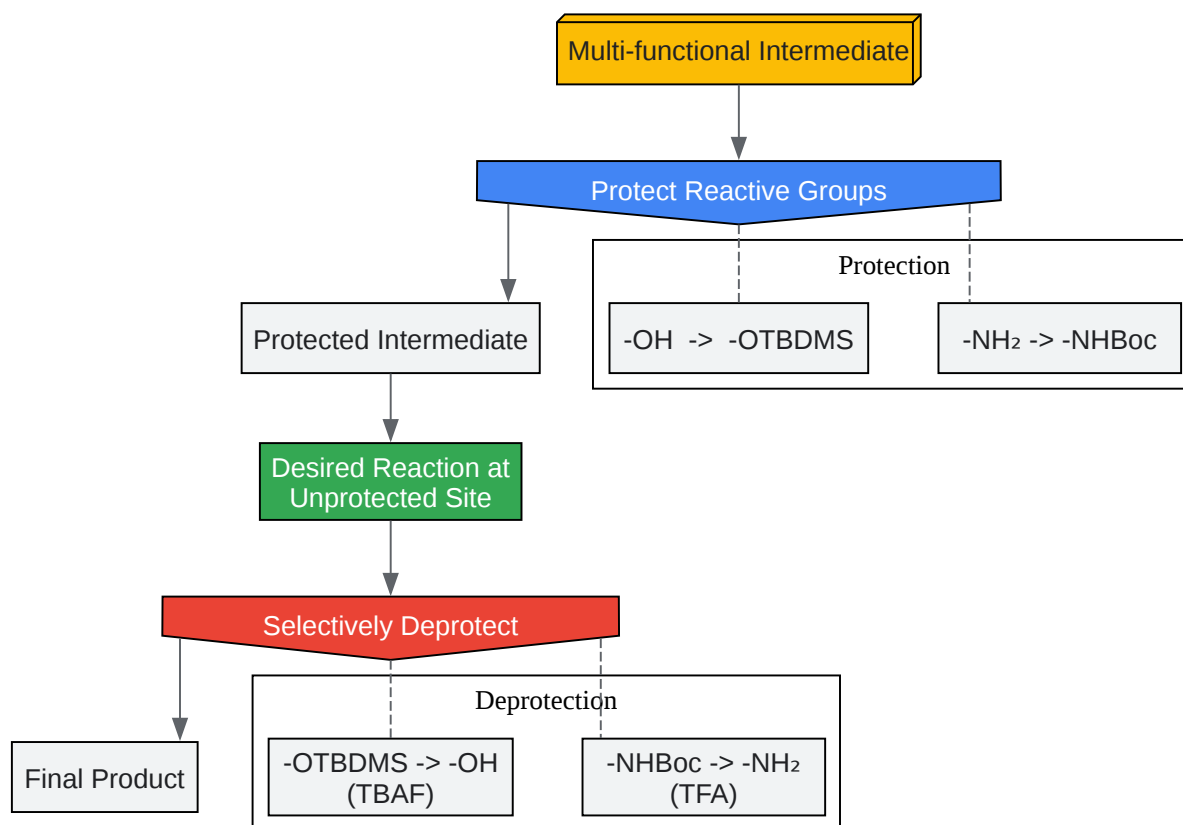 Multi-functional Intermediate
Protect Reactive Groups
Protection
Protected Intermediate
-OH -> -OTBDMS
-NH₂ -> -NHBoc
Desired Reaction at
Unprotected Site
Selectively Deprotect
Deprotection
Final Product
-OTBDMS -> -OH
(TBAF)
-NHBoc -> -NH₂
(TFA)